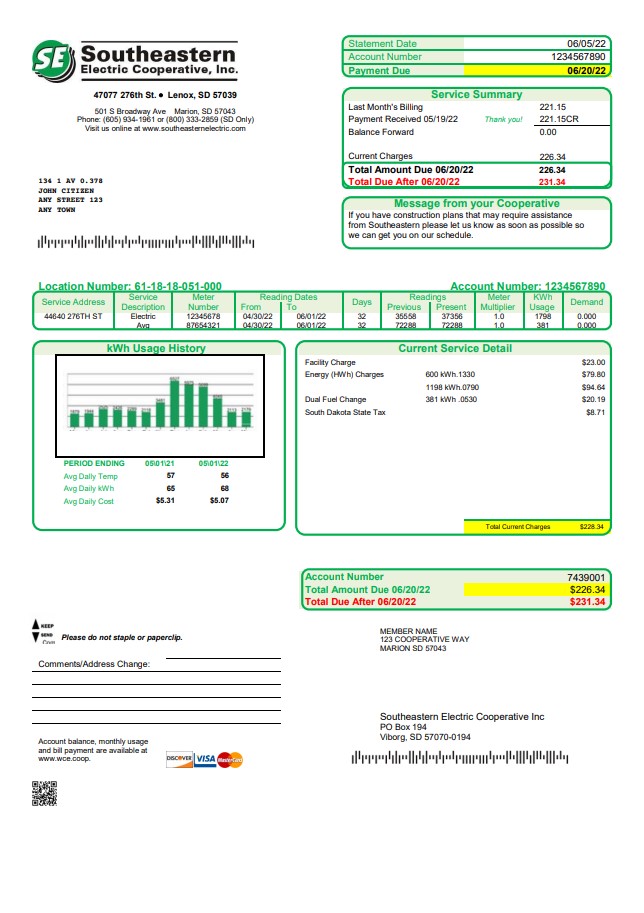 SE Southeastern
Electric Cooperative, Inc.
47077 276th St. ● Lenox, SD 57039
501 S Broadway Ave Marion, SD 57043
Phone: (605) 934-1961 or (800) 333-2859 (SD Only)
Visit us online at www.southeasternelectric.com
Statement Date 06/05/22
Account Number 1234567890
Payment Due 06/20/22
Service Summary
Last Month's Billing 221.15
Payment Received 05/19/22 Thank you! 221.15CR
Balance Forward 0.00
Current Charges 226.34
Total Amount Due 06/20/22 226.34
Total Due After 06/20/22 231.34
134 1 AV 0.378
JOHN CITIZEN
ANY STREET 123
ANY TOWN
Message from your Cooperative
If you have construction plans that may require assistance
from Southeastern please let us know as soon as possible so
we can get you on our schedule.
Location Number: 61-18-18-051-000 Account Number: 1234567890
Service Address Service Description Meter Number Reading Dates From To Days Readings Previous Present Meter Multiplier KWh Usage Demand
44640 276TH ST Electric 12345678 04/30/22 06/01/22 32 35558 37356 1.0 1798 0.000
Avg 87654321 04/30/22 06/01/22 32 72288 72288 1.0 381 0.000
kWh Usage History
PERIOD ENDING 05\01\21 05\01\22
Avg Daily Temp 57 56
Avg Daily kWh 65 68
Avg Daily Cost $5.31 $5.07
Current Service Detail
Facility Charge $23.00
Energy (HWh) Charges 600 kWh.1330 $79.80
1198 kWh.0790 $94.64
Dual Fuel Change 381 kWh .0530 $20.19
South Dakota State Tax $8.71
Total Current Charges $228.34
Account Number 7439001
Total Amount Due 06/20/22 $226.34
Total Due After 06/20/22 $231.34
KEEP
SEND
Please do not staple or paperclip.
Comments/Address Change:
MEMBER NAME
123 COOPERATIVE WAY
MARION SD 57043
Southeastern Electric Cooperative Inc
PO Box 194
Viborg, SD 57070-0194
Account balance, monthly usage
and bill payment are available at
www.wce.coop.
DISCOVER VISA MasterCard